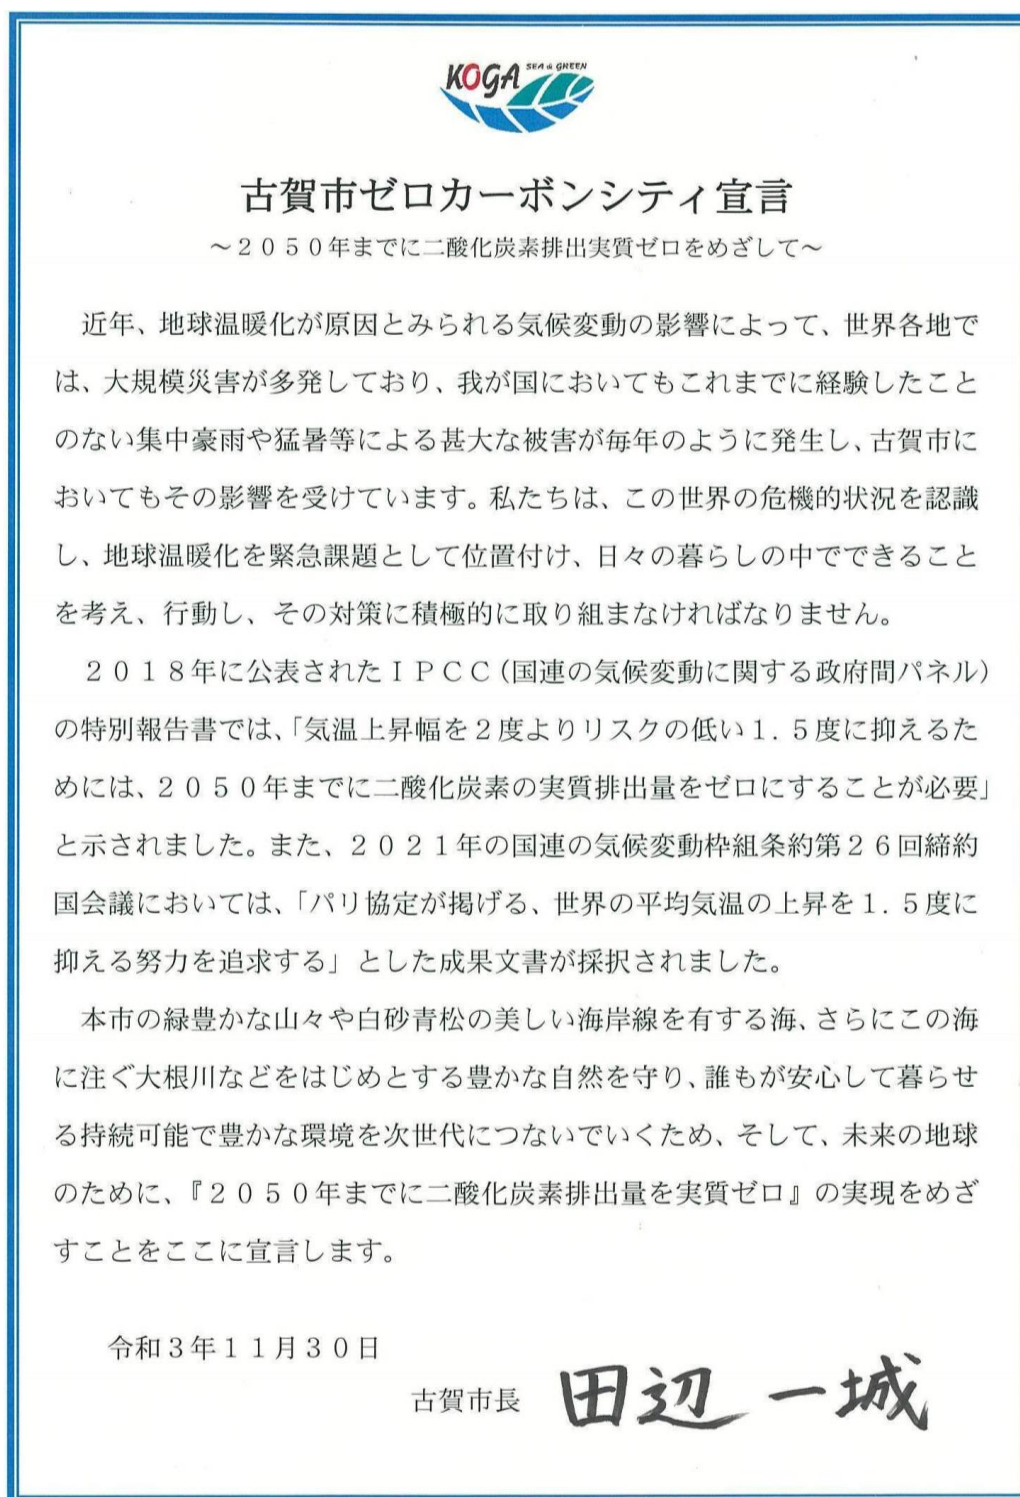 KOGA SEA & GREEN
古賀市ゼロカーボンシティ宣言
～２０５０年までに二酸化炭素排出実質ゼロをめざして～
　近年、地球温暖化が原因とみられる気候変動の影響によって、世界各地で
は、大規模災害が多発しており、我が国においてもこれまでに経験したこと
のない集中豪雨や猛暑等による甚大な被害が毎年のように発生し、古賀市に
おいてもその影響を受けています。私たちは、この世界の危機的状況を認識
し、地球温暖化を緊急課題として位置付け、日々の暮らしの中でできること
を考え、行動し、その対策に積極的に取り組まなければなりません。
　２０１８年に公表されたＩＰＣＣ（国連の気候変動に関する政府間パネル）
の特別報告書では、「気温上昇幅を２度よりリスクの低い１．５度に抑えるた
めには、２０５０年までに二酸化炭素の実質排出量をゼロにすることが必要」
と示されました。また、２０２１年の国連の気候変動枠組条約第２６回締約
国会議においては、「パリ協定が掲げる、世界の平均気温の上昇を１．５度に
抑える努力を追求する」とした成果文書が採択されました。
　本市の緑豊かな山々や白砂青松の美しい海岸線を有する海、さらにこの海
に注ぐ大根川などをはじめとする豊かな自然を守り、誰もが安心して暮らせ
る持続可能で豊かな環境を次世代につないでいくため、そして、未来の地球
のために、『２０５０年までに二酸化炭素排出量を実質ゼロ』の実現をめざ
すことをここに宣言します。
令和３年１１月３０日
古賀市長　田辺　一城